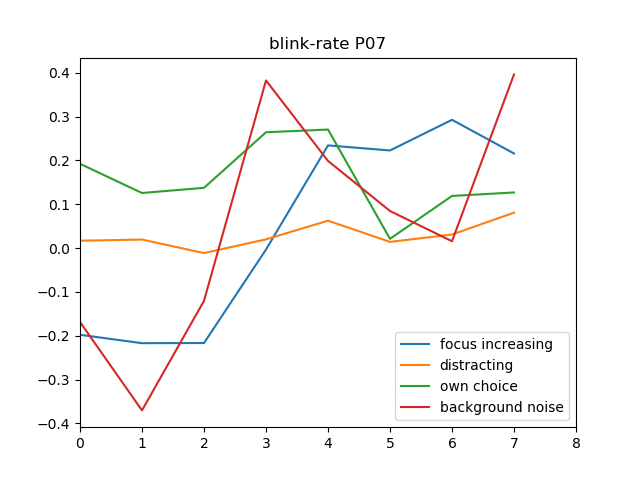 blink-rate P07
0.4
0.3
0.2
0.1
0.0
−0.1
−0.2
−0.3
−0.4
0 1 2 3 4 5 6 7 8
focus increasing
distracting
own choice
background noise